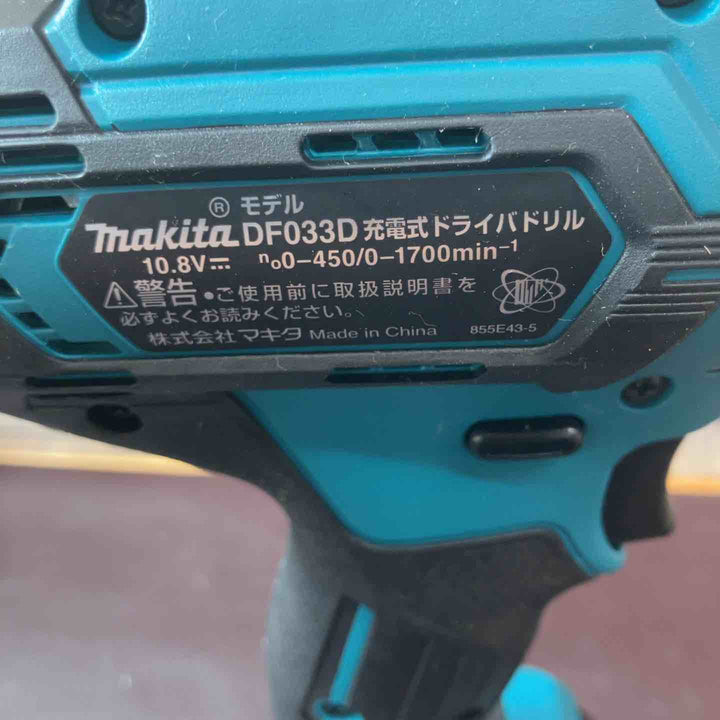 ® モデル
makita DF033D 充電式ドライバドリル
10.8V⎓ n₀0-450/0-1700min⁻¹
⚠警告 •ご使用前に取扱説明書を
必ずよくお読みください。
株式会社マキタ Made in China 855E43-5